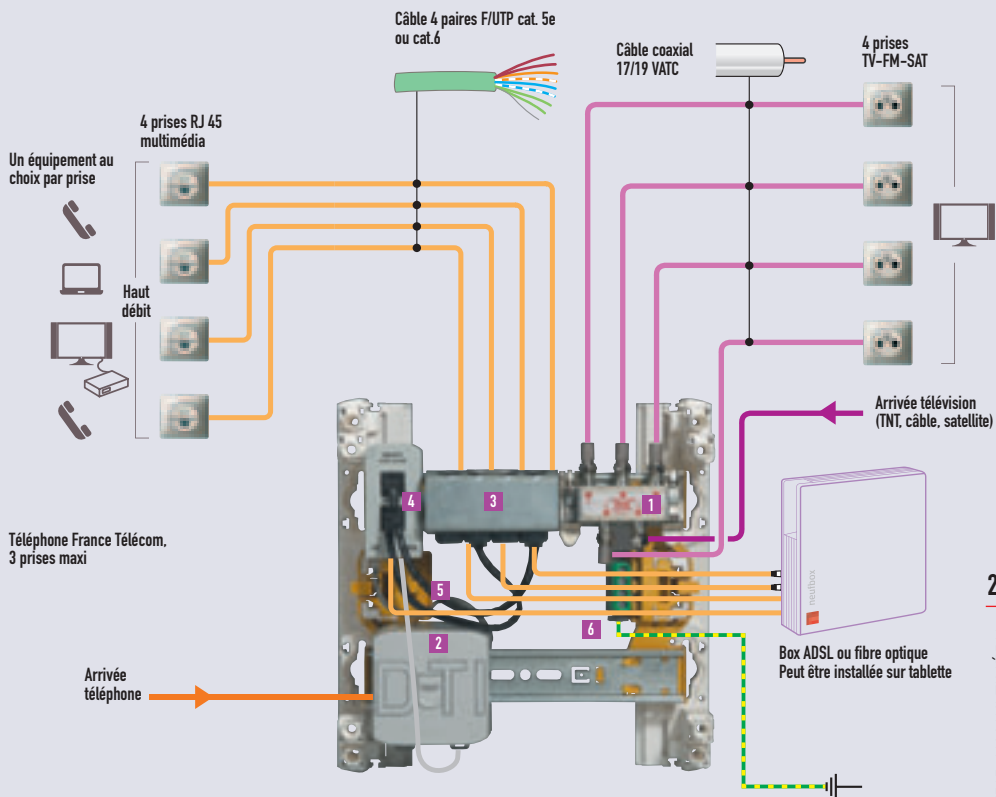 Câble 4 paires F/UTP cat. 5e
ou cat.6
Câble coaxial
17/19 VATC
4 prises
TV-FM-SAT
4 prises RJ 45
multimédia
Un équipement au
choix par prise
Haut
débit
Arrivée télévision
(TNT, câble, satellite)
4
3
1
Téléphone France Télécom,
3 prises maxi
5
2
6
neufbox
2
Box ADSL ou fibre optique
Peut être installée sur tablette
Arrivée
téléphone
DTI